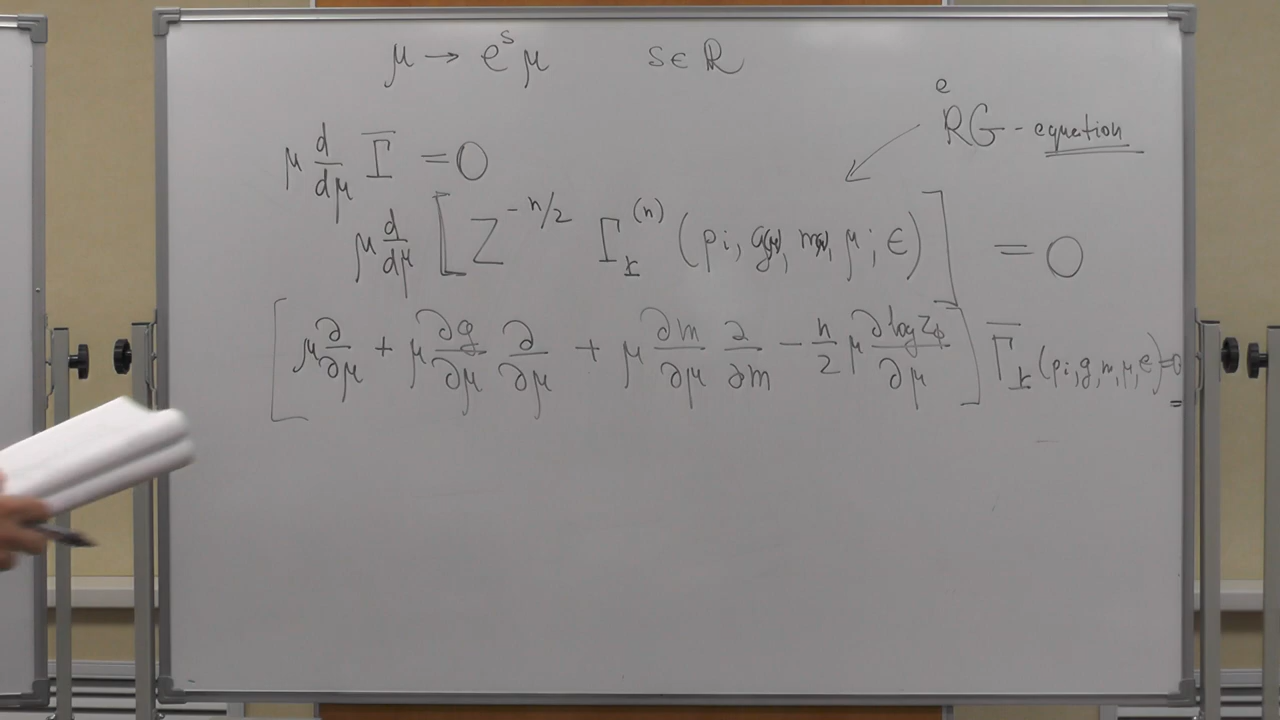 μ → e^s μ    s ∈ ℝ
e
RG - equation
μ d/dμ Γ = 0
μ d/dμ [ Z^{-n/2} Γ_r^{(n)} (p_i, g(μ), m(μ), μ; ε) ] = 0
[ μ ∂/∂μ + μ ∂g/∂μ ∂/∂μ + μ ∂m/∂μ ∂/∂m - n/2 μ ∂log Z_ϕ/∂μ ] Γ_r (p_i, g, m, μ, ε) = 0